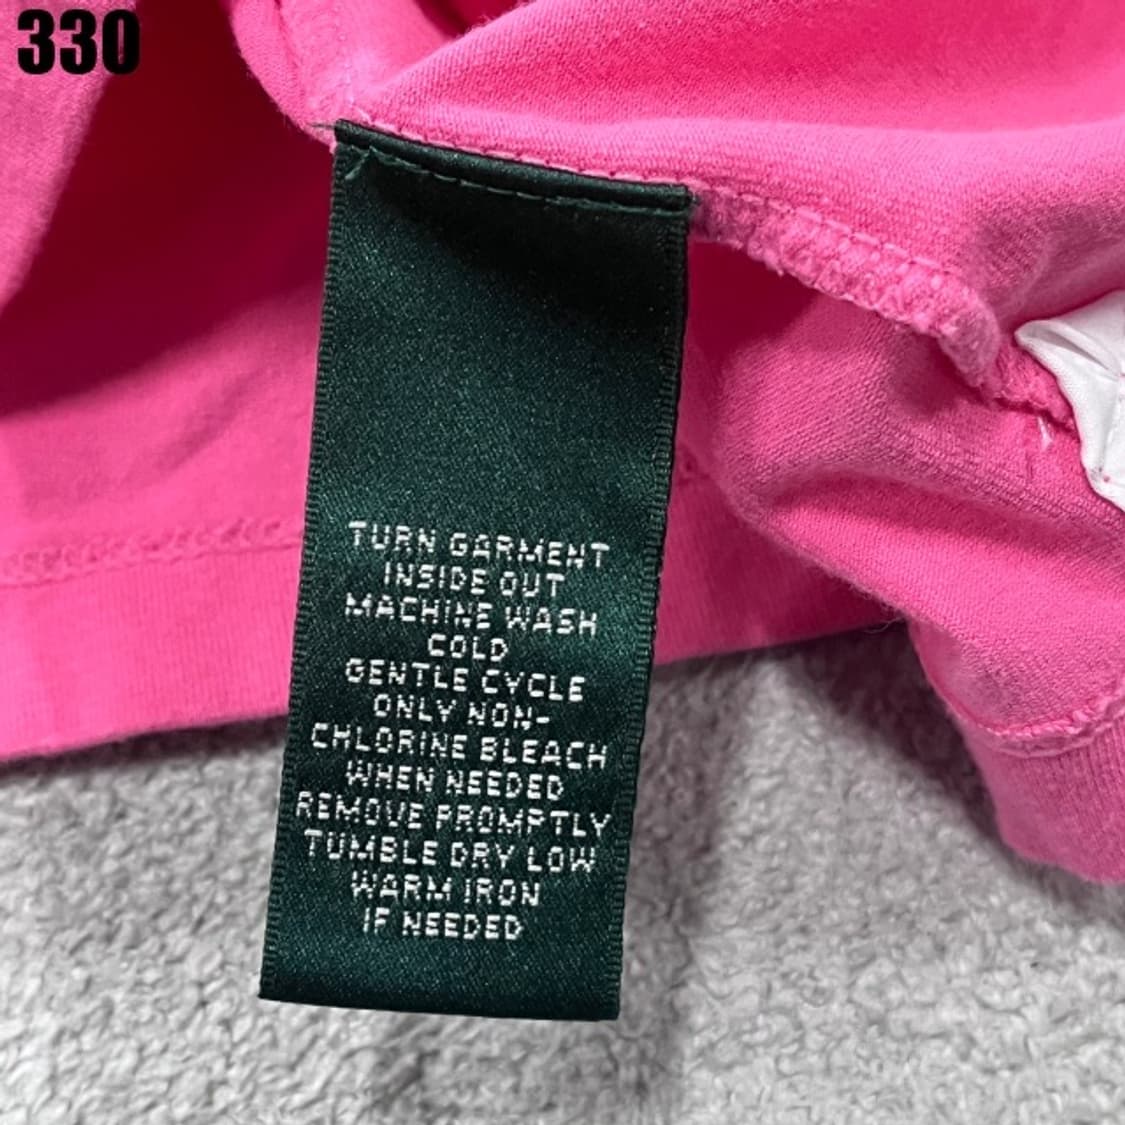 330
TURN GARMENT
INSIDE OUT
MACHINE WASH
COLD
GENTLE CYCLE
ONLY NON-
CHLORINE BLEACH
WHEN NEEDED
REMOVE PROMPTLY
TUMBLE DRY LOW
WARM IRON
IF NEEDED